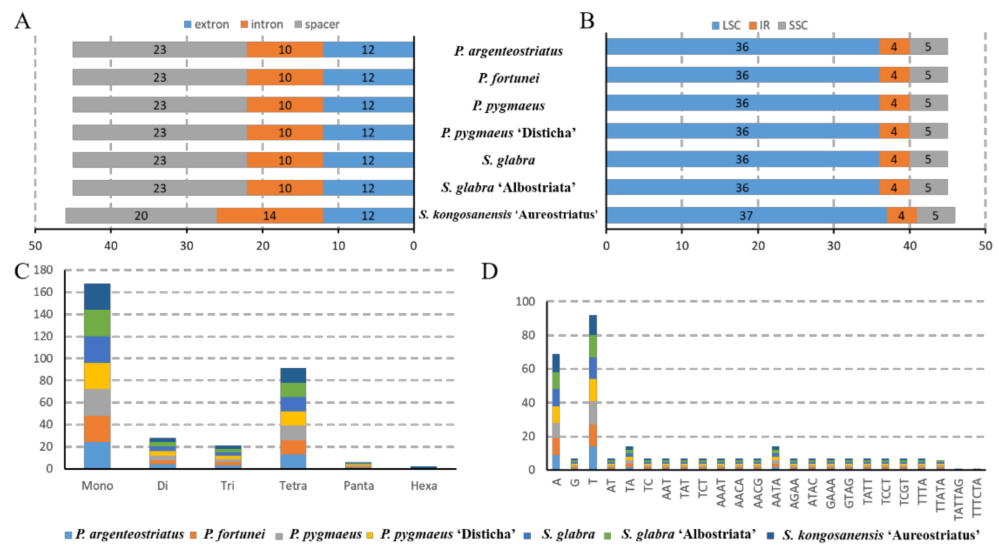 A
extron intron spacer
23 10 12
23 10 12
23 10 12
23 10 12
23 10 12
23 10 12
20 14 12
50 40 30 20 10 0
P. argenteostriatus
P. fortunei
P. pygmaeus
P. pygmaeus ‘Disticha’
S. glabra
S. glabra ‘Albostriata’
S. kongosanensis ‘Aureostriatus’
B
LSC IR SSC
36 4 5
36 4 5
36 4 5
36 4 5
36 4 5
36 4 5
37 4 5
0 10 20 30 40 50
C
180
160
140
120
100
80
60
40
20
0
Mono Di Tri Tetra Panta Hexa
D
100
80
60
40
20
0
A G T AT TA TC AAT TAT TCT AAAT AACA AACG AATA AGAA ATAC GAAA GTAG TATT TCCT TCGT TTTA TTATA TATTAG TTTCTA
P. argenteostriatus P. fortunei P. pygmaeus P. pygmaeus ‘Disticha’ S. glabra S. glabra ‘Albostriata’ S. kongosanensis ‘Aureostriatus’